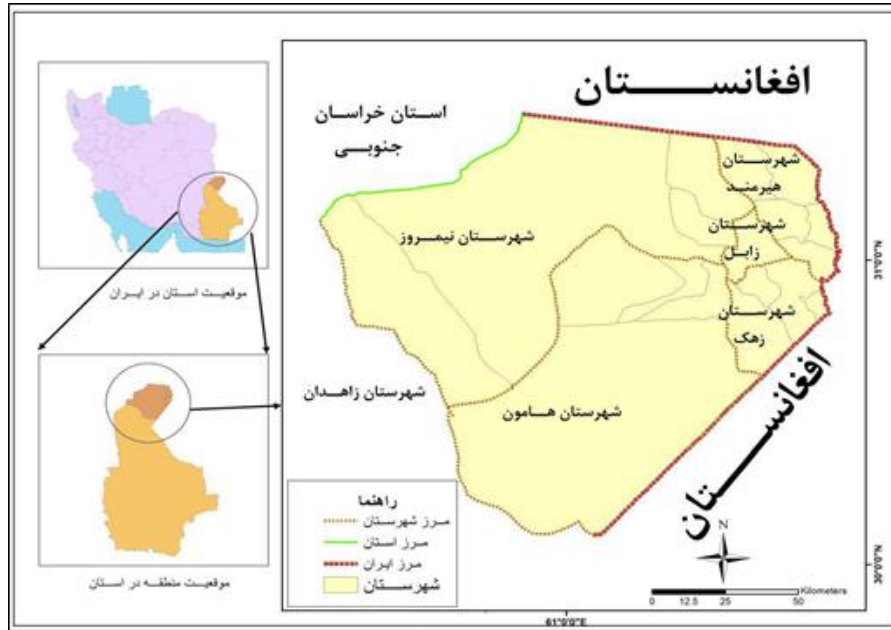 افغانستان
استان خراسان
جنوبی
شهرستان
هیرمند
شهرستان
زابل
شهرستان نیمروز
شهرستان
زهک
شهرستان زاهدان
شهرستان هامون
افغانستان
موقعیت استان در ایران
موقعیت منطقه در استان
راهنما
مرز شهرستان
مرز استان
مرز ایران
شهرستان
N
Kilometers
0 12.5 25 50
31°0'0"N
30°0'0"N
61°0'0"E